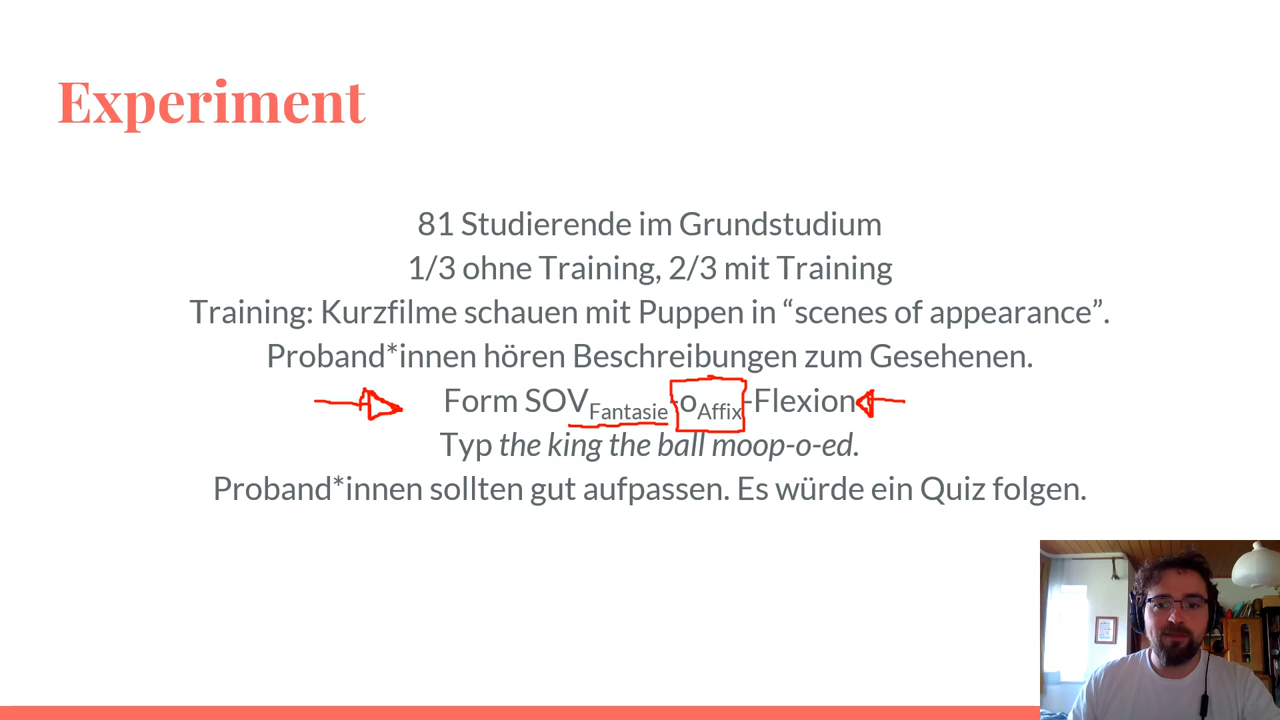 Experiment
81 Studierende im Grundstudium
1/3 ohne Training, 2/3 mit Training
Training: Kurzfilme schauen mit Puppen in “scenes of appearance”.
Proband*innen hören Beschreibungen zum Gesehenen.
Form SOVFantasie-oAffix-Flexion
Typ the king the ball moop-o-ed.
Proband*innen sollten gut aufpassen. Es würde ein Quiz folgen.